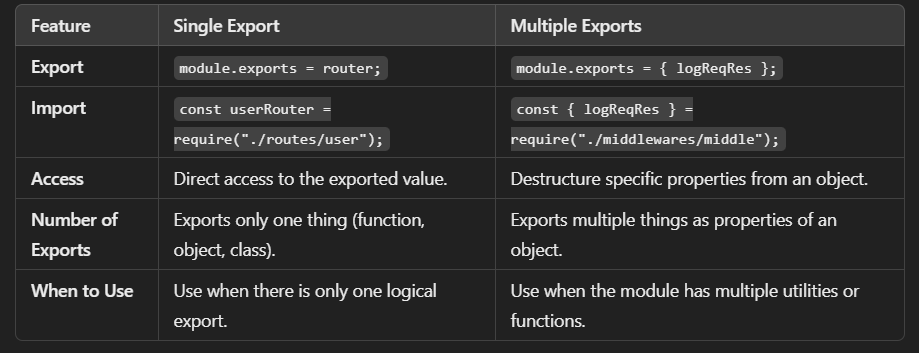 Feature Single Export Multiple Exports
Export module.exports = router; module.exports = { logReqRes };
Import const userRouter = const { logReqRes } =
require("./routes/user"); require("./middlewares/middle");
Access Direct access to the exported value. Destructure specific properties from an object.
Number of Exports only one thing (function, Exports multiple things as properties of an
Exports object, class). object.
When to Use Use when there is only one logical Use when the module has multiple utilities or
export. functions.